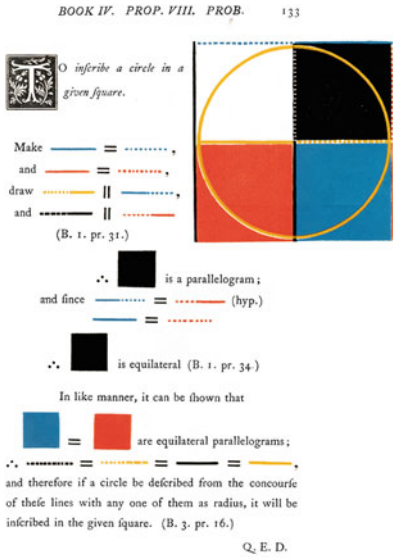 BOOK IV. PROP. VIII. PROB. 133
TO inſcribe a circle in a
given ſquare.
Make = ,
and = ,
draw ||
and ||
(B. 1. pr. 31.)
∴ is a parallelogram ;
and ſince = (hyp.)
=
∴ is equilateral (B. 1. pr. 34.)
In like manner, it can be ſhown that
= are equilateral parallelograms ;
∴ = = = ,
and therefore if a circle be deſcribed from the concourſe
of theſe lines with any one of them as radius, it will be
inſcribed in the given ſquare. (B. 3. pr. 16.)
Q. E. D.